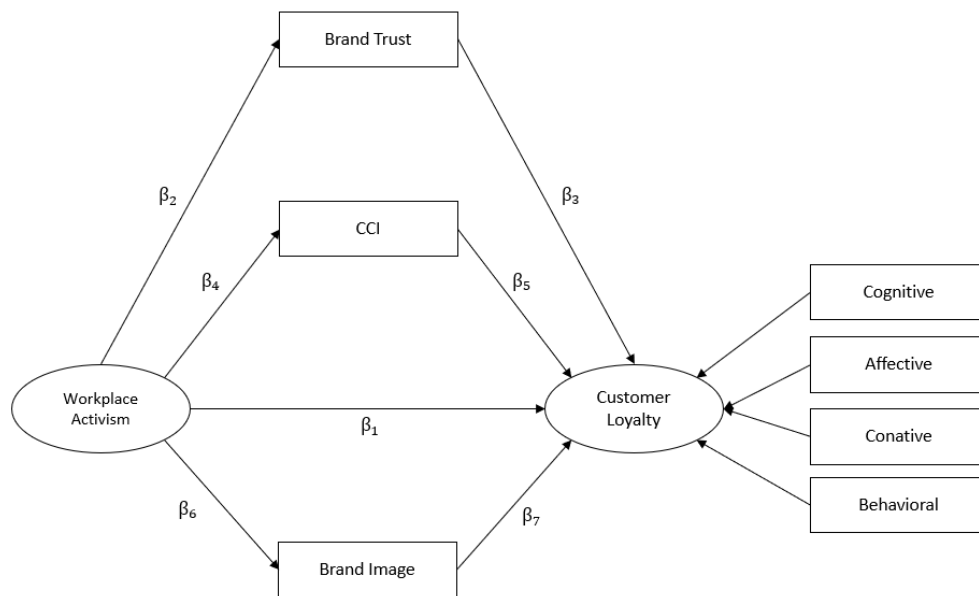 Brand Trust
β₂
β₃
CCI
β₄
β₅
Cognitive
Affective
Workplace
Activism
Customer
Loyalty
β₁
Conative
Behavioral
β₆
β₇
Brand Image